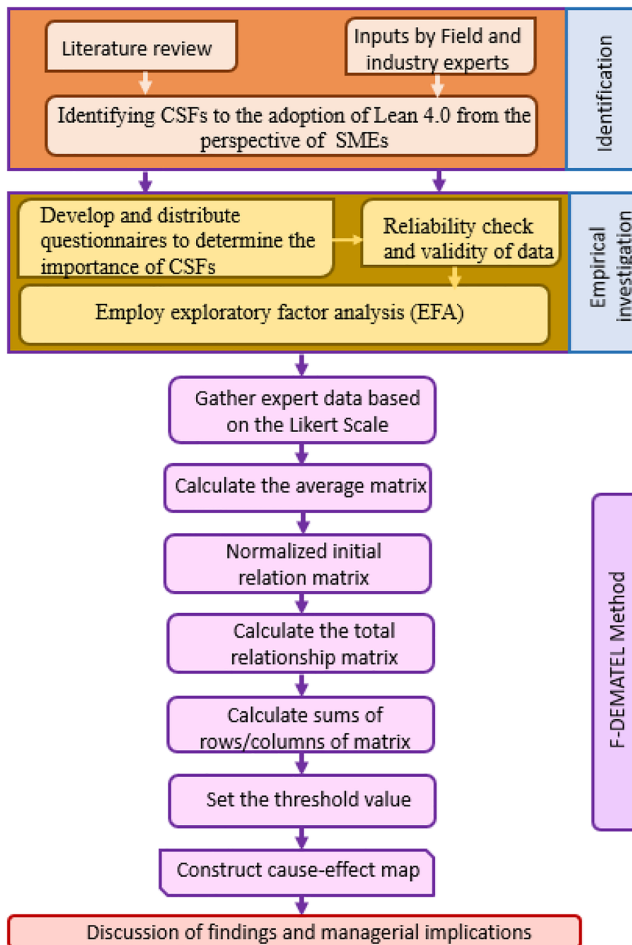 Literature review
Inputs by Field and
industry experts
Identifying CSFs to the adoption of Lean 4.0 from the
perspective of SMEs
Identification
Develop and distribute
questionnaires to determine the
importance of CSFs
Reliability check
and validity of data
Employ exploratory factor analysis (EFA)
Empirical
investigation
Gather expert data based
on the Likert Scale
Calculate the average matrix
Normalized initial
relation matrix
Calculate the total
relationship matrix
Calculate sums of
rows/columns of matrix
Set the threshold value
Construct cause-effect map
F-DEMATEL Method
Discussion of findings and managerial implications